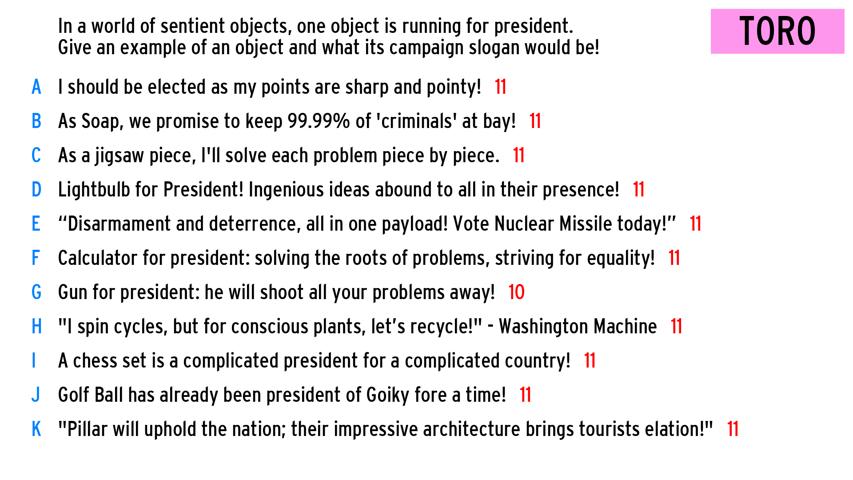 In a world of sentient objects, one object is running for president.
Give an example of an object and what its campaign slogan would be!
TORO
A I should be elected as my points are sharp and pointy! 11
B As Soap, we promise to keep 99.99% of 'criminals' at bay! 11
C As a jigsaw piece, I'll solve each problem piece by piece. 11
D Lightbulb for President! Ingenious ideas abound to all in their presence! 11
E “Disarmament and deterrence, all in one payload! Vote Nuclear Missile today!” 11
F Calculator for president: solving the roots of problems, striving for equality! 11
G Gun for president: he will shoot all your problems away! 10
H "I spin cycles, but for conscious plants, let’s recycle!" - Washington Machine 11
I A chess set is a complicated president for a complicated country! 11
J Golf Ball has already been president of Goiky fore a time! 11
K "Pillar will uphold the nation; their impressive architecture brings tourists elation!" 11